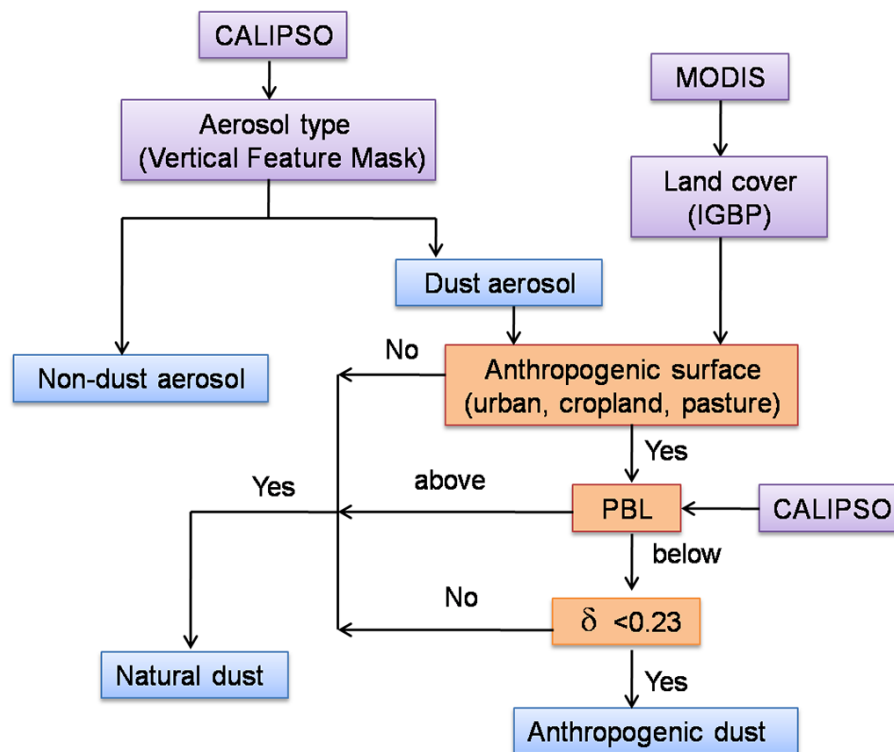 CALIPSO
MODIS
Aerosol type
(Vertical Feature Mask)
Land cover
(IGBP)
Dust aerosol
Non-dust aerosol
No
Anthropogenic surface
(urban, cropland, pasture)
Yes
Yes
above
PBL
CALIPSO
below
No
δ <0.23
Natural dust
Yes
Anthropogenic dust